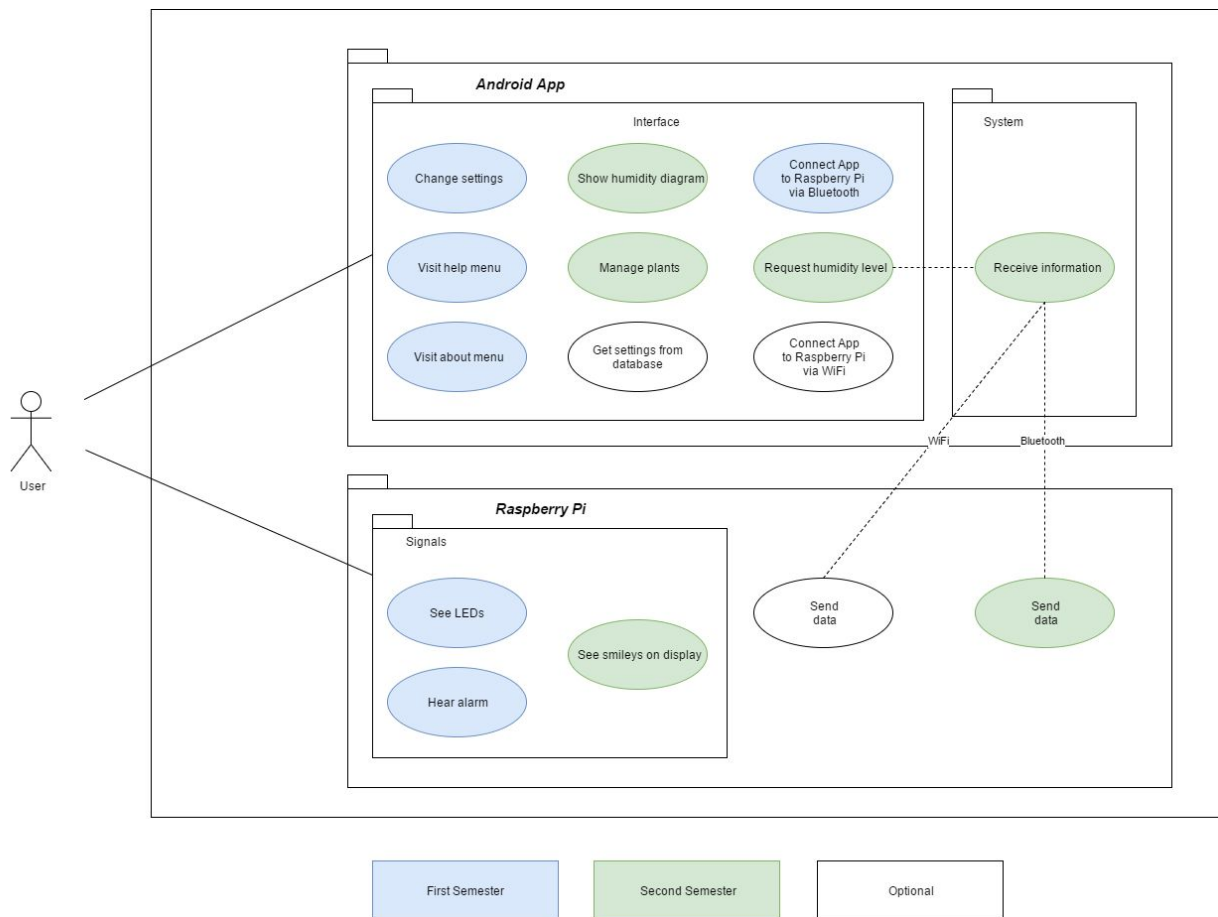 Android App
Interface
System
Change settings
Show humidity diagram
Connect App
to Raspberry Pi
via Bluetooth
Visit help menu
Manage plants
Request humidity level
Receive information
Visit about menu
Get settings from
database
Connect App
to Raspberry Pi
via WiFi
WiFi
Bluetooth
User
Raspberry Pi
Signals
See LEDs
See smileys on display
Hear alarm
Send
data
Send
data
First Semester
Second Semester
Optional